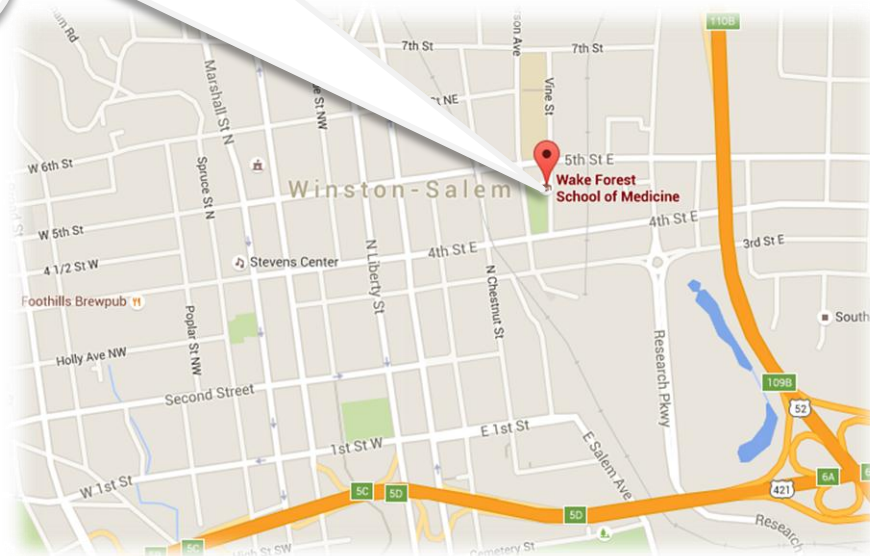 110B
7th St
7th St
Vine St
Marshall St N
W 6th St
5th St E
Wake Forest
School of Medicine
Spruce St N
Winston-Salem
4th St E
W 5th St
4th St E
3rd St E
4 1/2 St W
Stevens Center
N Liberty St
N Chestnut St
Foothills Brewpub
South
Poplar St NW
Research Pkwy
Holly Ave NW
109B
52
Second Street
E 1st St
1st St W
E Salem Ave
W 1st St
5C
5D
421
6A
5D
5C
Cemetery St
High St SW